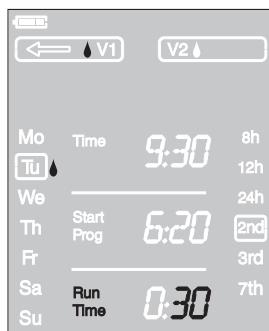 V1 V2
Mo Time 9:30 8h
Tu 12h
We 24h
Th Start Prog 6:20 2nd
Fr 3rd
Sa Run Time 0:30 7th
Su